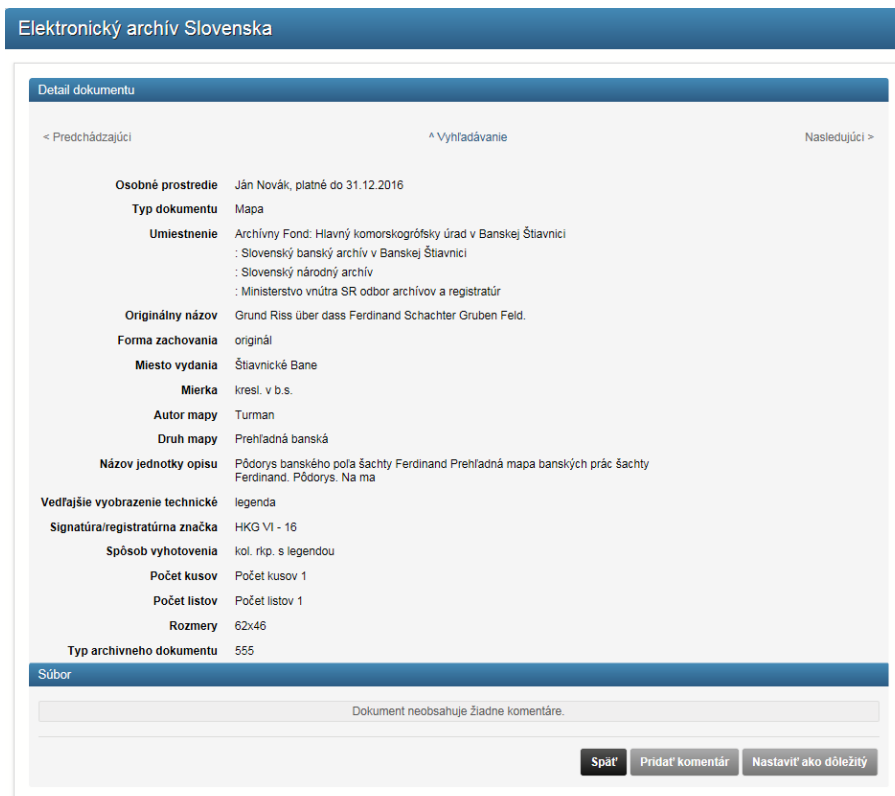 Elektronický archív Slovenska
Detail dokumentu
< Predchádzajúci ^ Vyhľadávanie Nasledujúci >
Osobné prostredie Ján Novák, platné do 31.12.2016
Typ dokumentu Mapa
Umiestnenie Archívny Fond: Hlavný komorskogrófsky úrad v Banskej Štiavnici
: Slovenský banský archív v Banskej Štiavnici
: Slovenský národný archív
: Ministerstvo vnútra SR odbor archívov a registratúr
Originálny názov Grund Riss über dass Ferdinand Schachter Gruben Feld.
Forma zachovania originál
Miesto vydania Štiavnické Bane
Mierka kresl. v b.s.
Autor mapy Turman
Druh mapy Prehľadná banská
Názov jednotky opisu Pôdorys banského poľa šachty Ferdinand Prehľadná mapa banských prác šachty
Ferdinand. Pôdorys. Na ma
Vedľajšie vyobrazenie technické legenda
Signatúra/registratúrna značka HKG VI - 16
Spôsob vyhotovenia kol. rkp. s legendou
Počet kusov Počet kusov 1
Počet listov Počet listov 1
Rozmery 62x46
Typ archivneho dokumentu 555
Súbor
Dokument neobsahuje žiadne komentáre.
Späť Pridať komentár Nastaviť ako dôležitý